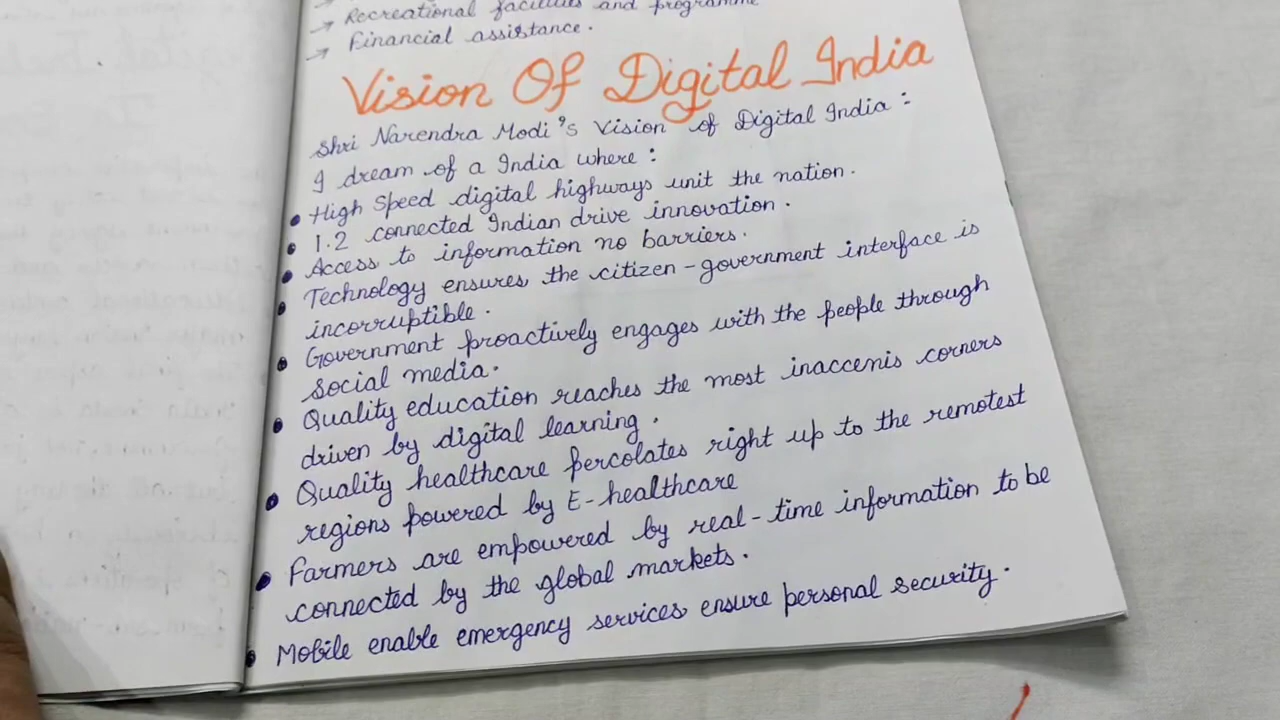 → Recreational facilities and programme
→ Financial assistance.
Vision Of Digital India
Shri Narendra Modi's Vision of Digital India :
I dream of a India where :
• High Speed digital highways unit the nation.
• 1.2 connected Indian drive innovation.
• Access to information no barriers.
• Technology ensures the citizen-government interface is
incorruptible.
• Government proactively engages with the people through
Social media.
• Quality education reaches the most inaccenis corners
driven by digital learning.
• Quality healthcare percolates right up to the remotest
regions powered by E-healthcare
• Farmers are empowered by real-time information to be
connected by the global markets.
• Mobile enable emergency services ensure personal security.